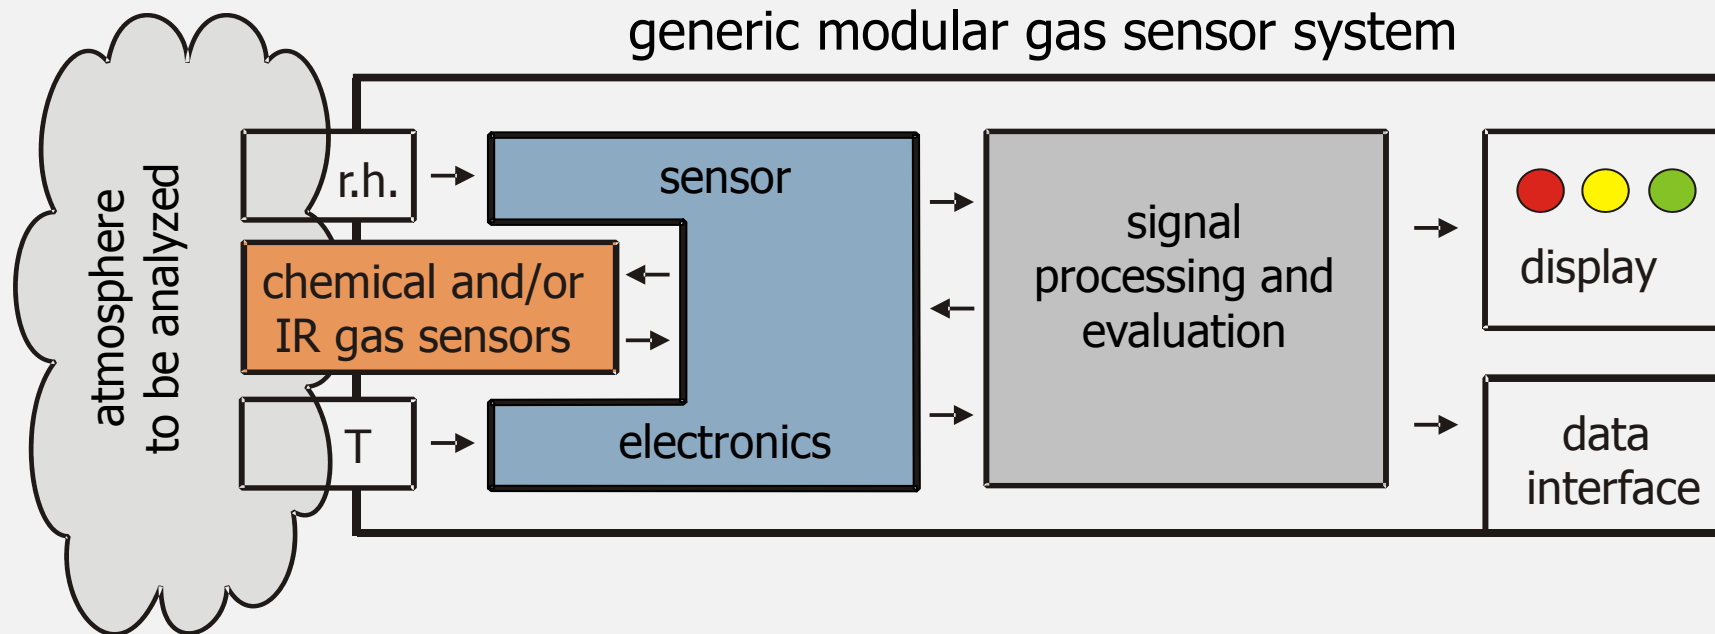 generic modular gas sensor system
atmosphere
to be analyzed
r.h.
chemical and/or
IR gas sensors
T
sensor
electronics
signal
processing and
evaluation
display
data
interface